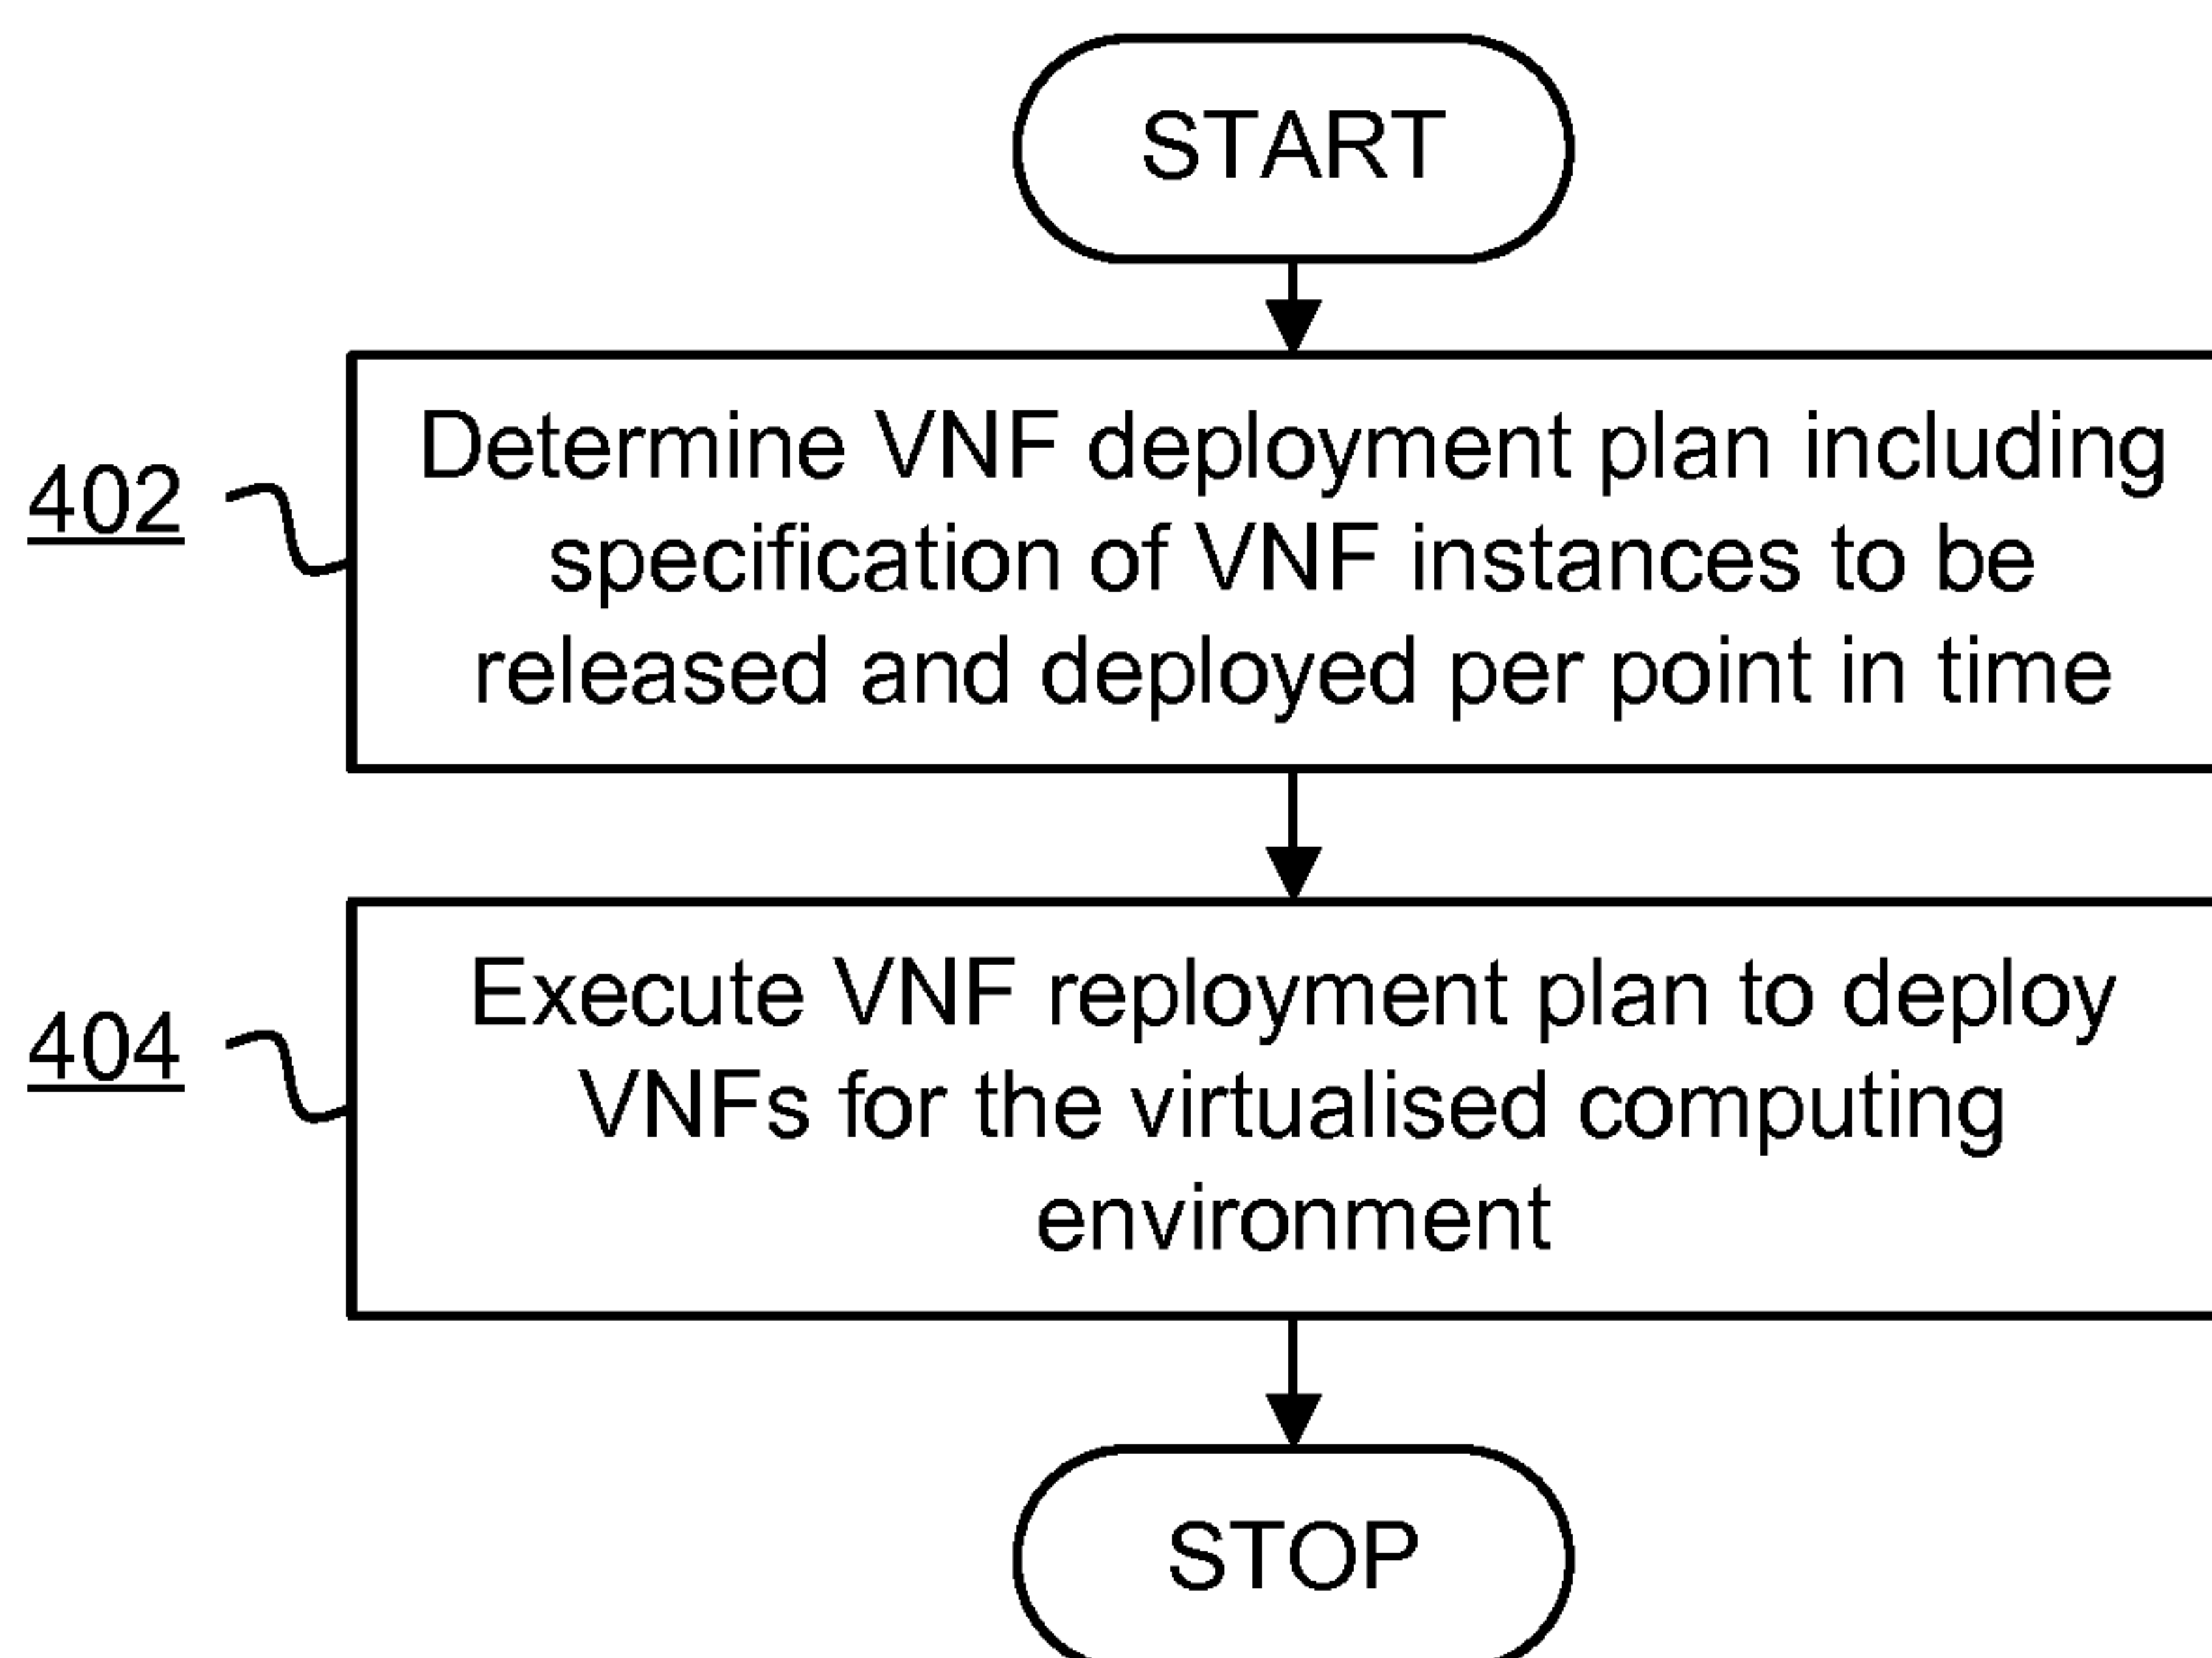 START
402
Determine VNF deployment plan including
specification of VNF instances to be
released and deployed per point in time
404
Execute VNF reployment plan to deploy
VNFs for the virtualised computing
environment
STOP